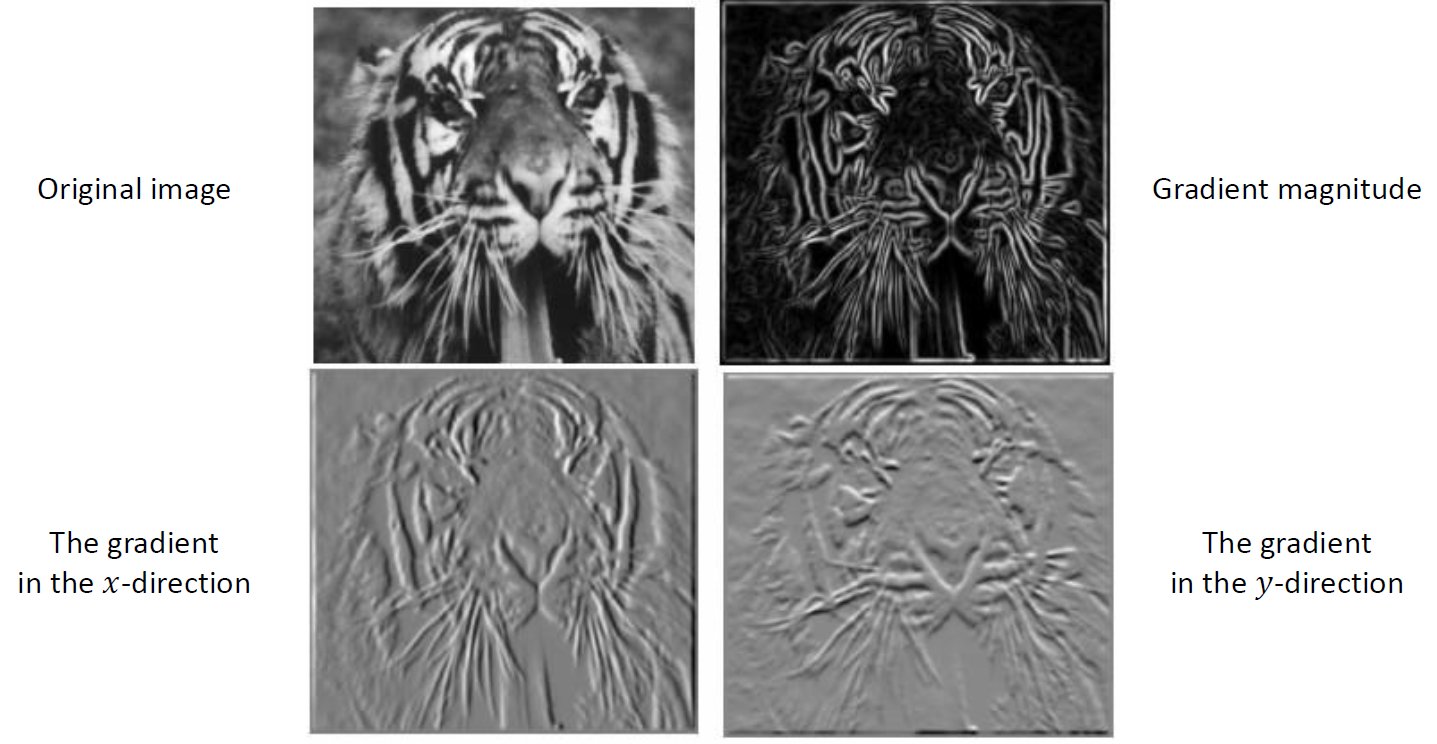 Original image
Gradient magnitude
The gradient
in the 𝑥-direction
The gradient
in the 𝑦-direction